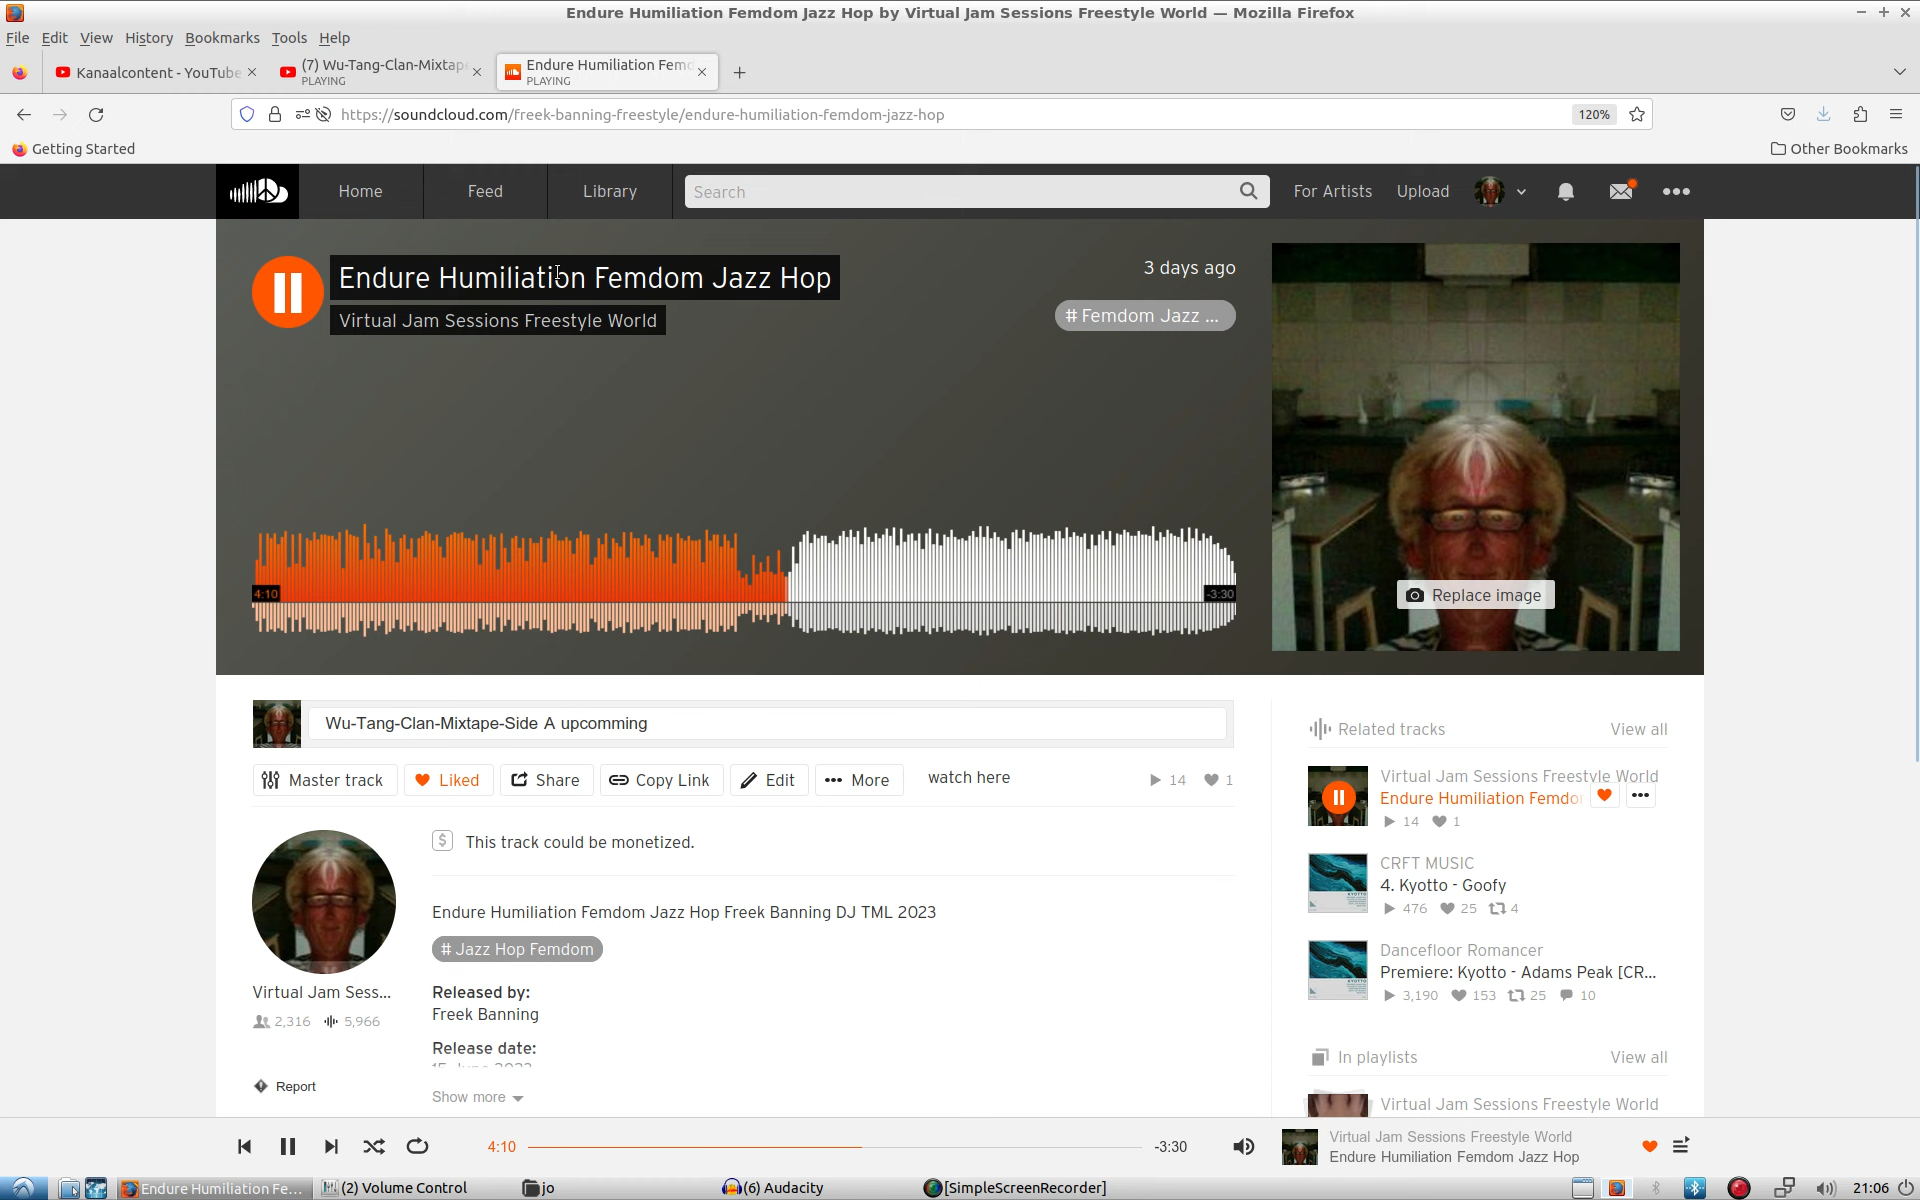 Endure Humiliation Femdom Jazz Hop by Virtual Jam Sessions Freestyle World — Mozilla Firefox
File Edit View History Bookmarks Tools Help
Kanaalcontent - YouTube
(7) Wu-Tang-Clan-Mixtape
PLAYING
Endure Humiliation Femd
PLAYING
https://soundcloud.com/freek-banning-freestyle/endure-humiliation-femdom-jazz-hop
120%
Getting Started
Other Bookmarks
Home
Feed
Library
Search
For Artists
Upload
Endure Humiliation Femdom Jazz Hop
Virtual Jam Sessions Freestyle World
3 days ago
# Femdom Jazz ...
4:10
-3:30
Replace image
Wu-Tang-Clan-Mixtape-Side A upcomming
Master track
Liked
Share
Copy Link
Edit
More
watch here
14
1
This track could be monetized.
Endure Humiliation Femdom Jazz Hop Freek Banning DJ TML 2023
# Jazz Hop Femdom
Virtual Jam Sess...
2,316
5,966
Released by:
Freek Banning
Release date:
Report
Show more
Related tracks
View all
Virtual Jam Sessions Freestyle World
Endure Humiliation Femdo
14
1
CRFT MUSIC
4. Kyotto - Goofy
476
25
4
Dancefloor Romancer
Premiere: Kyotto - Adams Peak [CR...
3,190
153
25
10
In playlists
View all
Virtual Jam Sessions Freestyle World
4:10
-3:30
Virtual Jam Sessions Freestyle World
Endure Humiliation Femdom Jazz Hop
Endure Humiliation Fe...
(2) Volume Control
jo
(6) Audacity
[SimpleScreenRecorder]
21:06